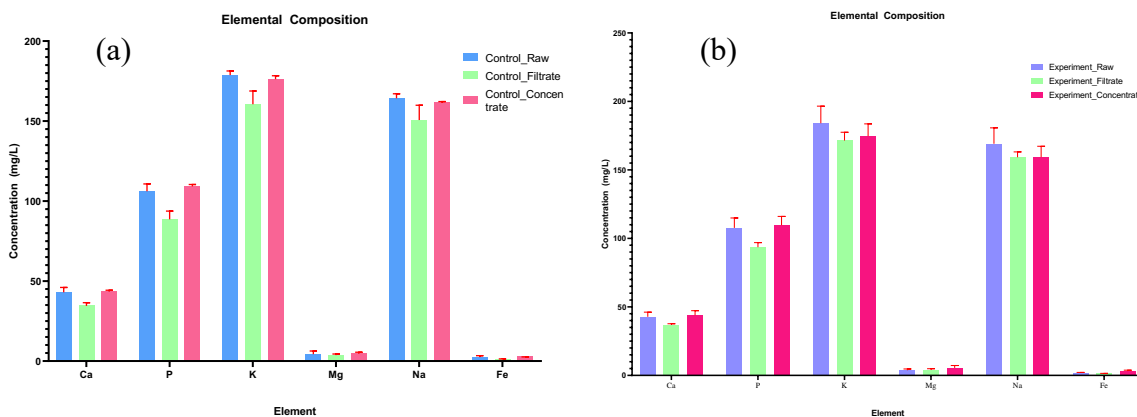 Elemental Composition
(a)
Control_Raw
Control_Filtrate
Control_Concen
trate
Concentration (mg/L)
200
150
100
50
0
Ca P K Mg Na Fe
Element
Elemental Composition
(b)
Experiment_Raw
Experiment_Filtrate
Experiment_Concentrat
Concentration (mg/L)
250
200
150
100
50
0
Ca P K Mg Na Fe
Element